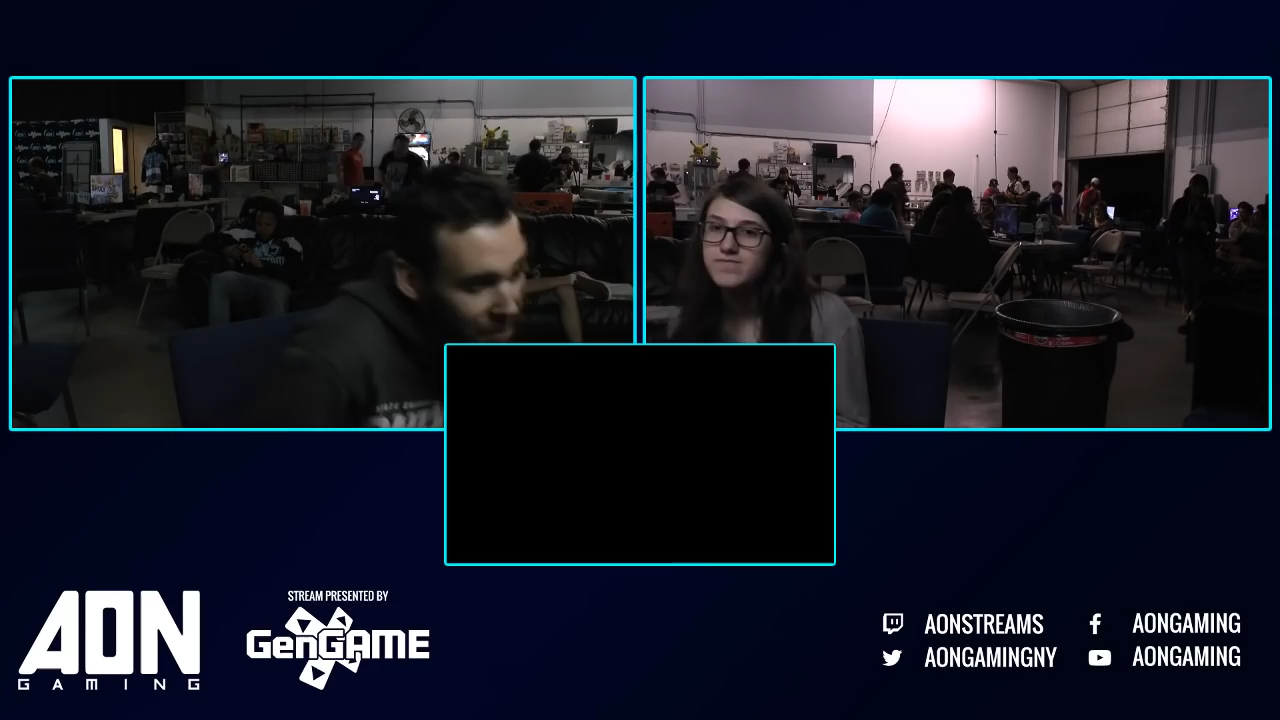 STREAM PRESENTED BY
GENGAME
AON
GAMING
AONSTREAMS
AONGAMING
AONGAMINGNY
AONGAMING